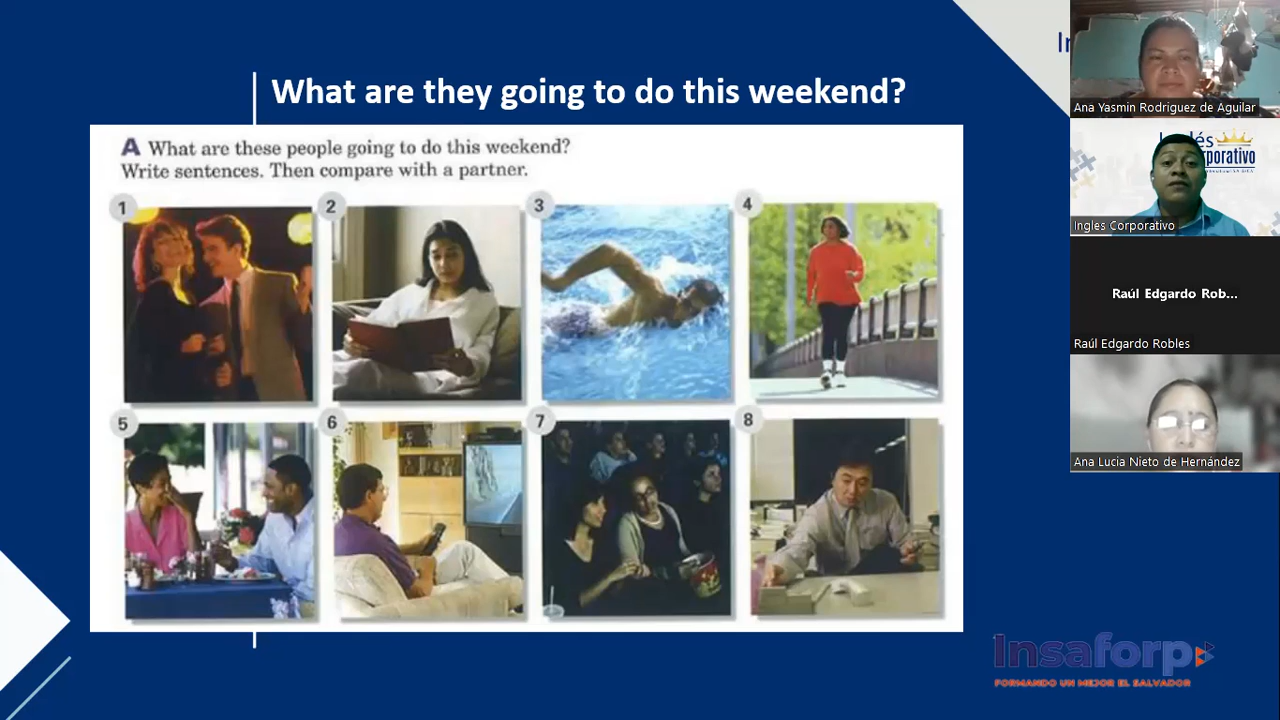 What are they going to do this weekend?
A What are these people going to do this weekend?
Write sentences. Then compare with a partner.
1
2
3
4
5
6
7
8
Insaforp
FORMANDO UN MEJOR EL SALVADOR
Ana Yasmin Rodriguez de Aguilar
Ingles Corporativo
Raúl Edgardo Rob...
Raúl Edgardo Robles
Ana Lucia Nieto de Hernández